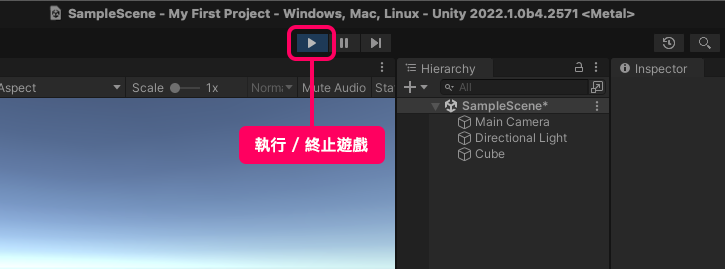 SampleScene - My First Project - Windows, Mac, Linux - Unity 2022.1.0b4.2571 <Metal>
Aspect
Scale
1x
Norm
Mute Audio
Sta
Hierarchy
Inspector
All
SampleScene*
Main Camera
執行 / 終止遊戲
Directional Light
Cube